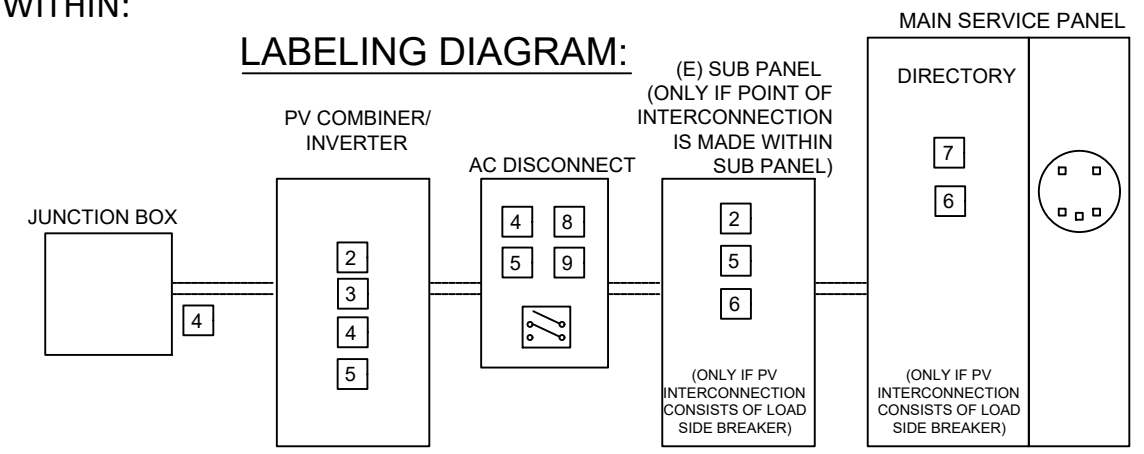 WITHIN:
LABELING DIAGRAM:
MAIN SERVICE PANEL
JUNCTION BOX
4
PV COMBINER/
INVERTER
2
3
4
5
AC DISCONNECT
4 8
5 9
(E) SUB PANEL
(ONLY IF POINT OF
INTERCONNECTION
IS MADE WITHIN
SUB PANEL)
2
5
6
(ONLY IF PV
INTERCONNECTION
CONSISTS OF LOAD
SIDE BREAKER)
DIRECTORY
7
6
(ONLY IF PV
INTERCONNECTION
CONSISTS OF LOAD
SIDE BREAKER)